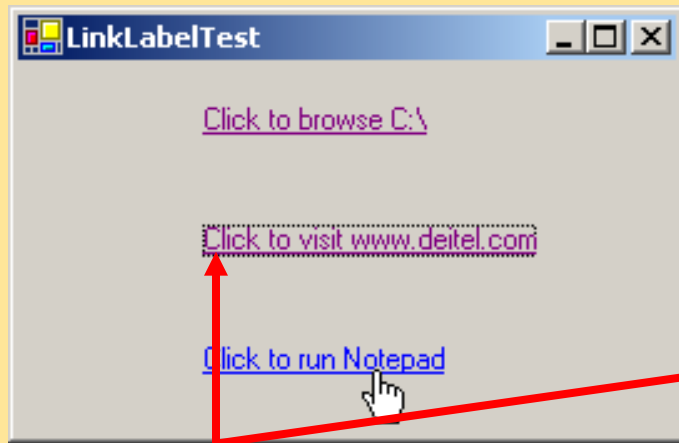 LinkLabelTest
Click to browse C:\
Click to visit www.deitel.com
Click to run Notepad